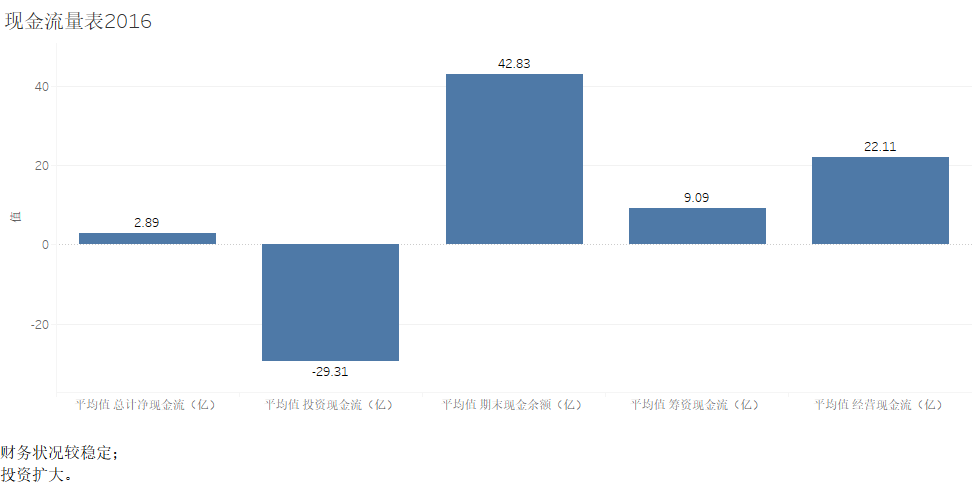 现金流量表2016
42.83
40
22.11
20
9.09
2.89
值
0
-20
-29.31
平均值 总计净现金流（亿）
平均值 投资现金流（亿）
平均值 期末现金余额（亿）
平均值 筹资现金流（亿）
平均值 经营现金流（亿）
财务状况较稳定；
投资扩大。